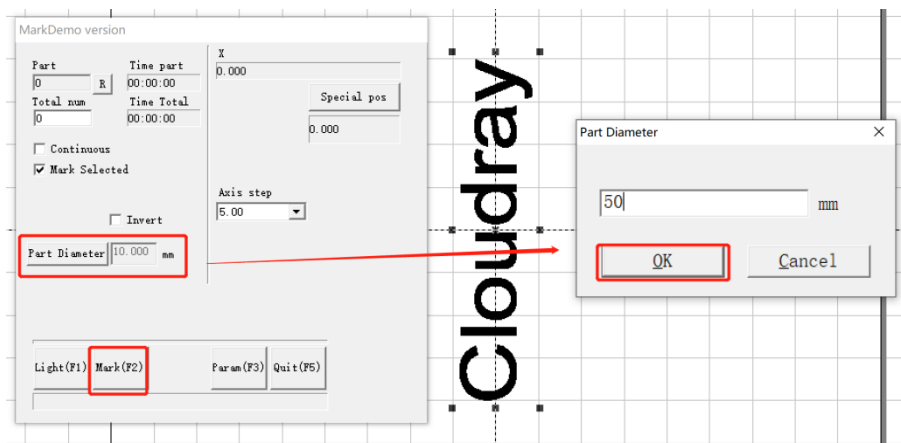 MarkDemo version
Part Time part
0 R 00:00:00
Total num Time Total
0 00:00:00
Continuous
Mark Selected
Invert
Part Diameter 10.000 mm
X
0.000
Special pos
0.000
Axis step
5.00
Light(F1) Mark(F2) Param(F3) Quit(F5)
Cloudray
Part Diameter
50 mm
OK Cancel